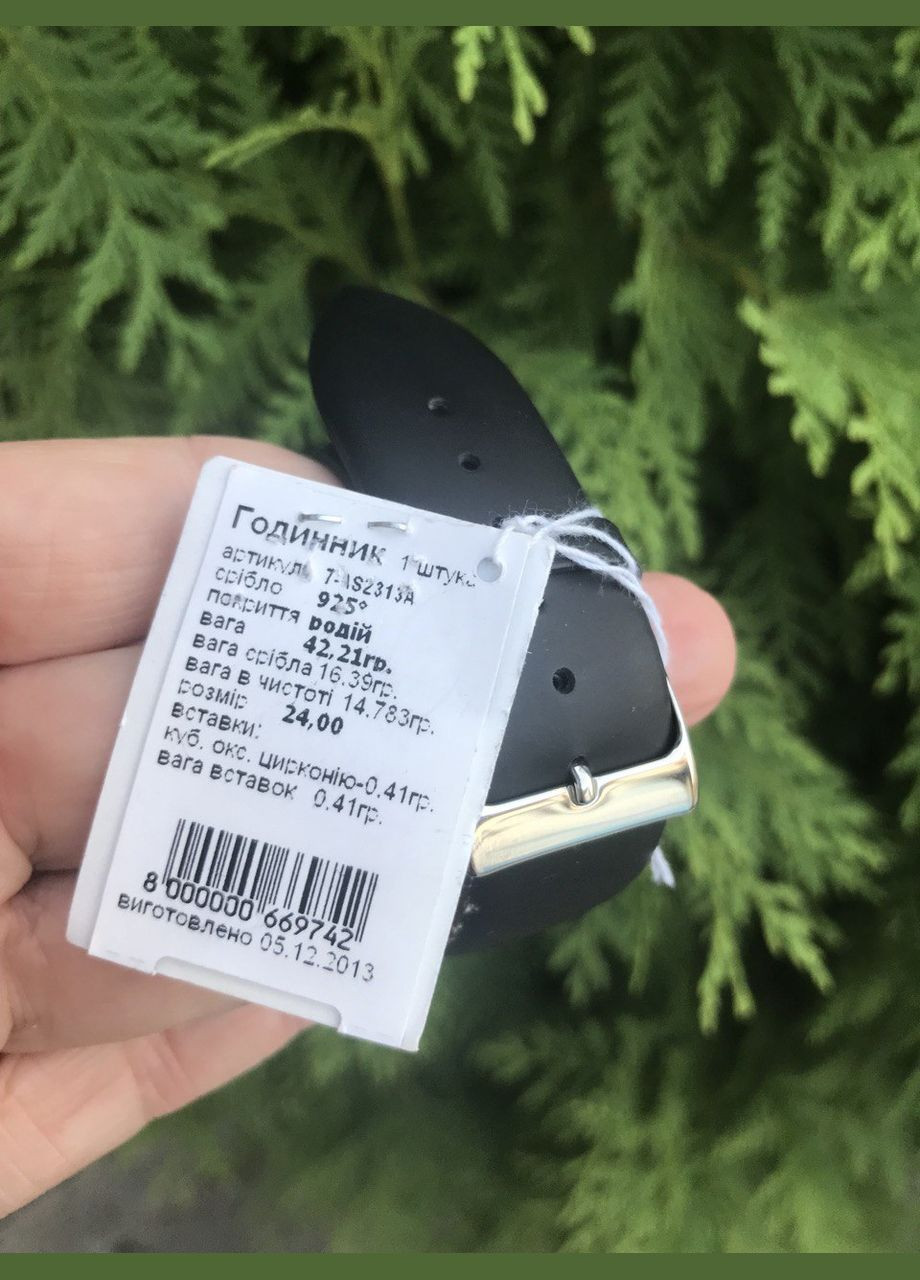 Годинник 1 штука
артикул 7-IS2313A
срібло 925°
покриття родій
вага 42,21гр.
вага срібла 16.39гр.
вага в чистоті 14.783гр.
розмір 24,00
вставки:
куб. окс. цирконію-0.41гр.
вага вставок 0.41гр.
8 000000 669742
виготовлено 05.12.2013